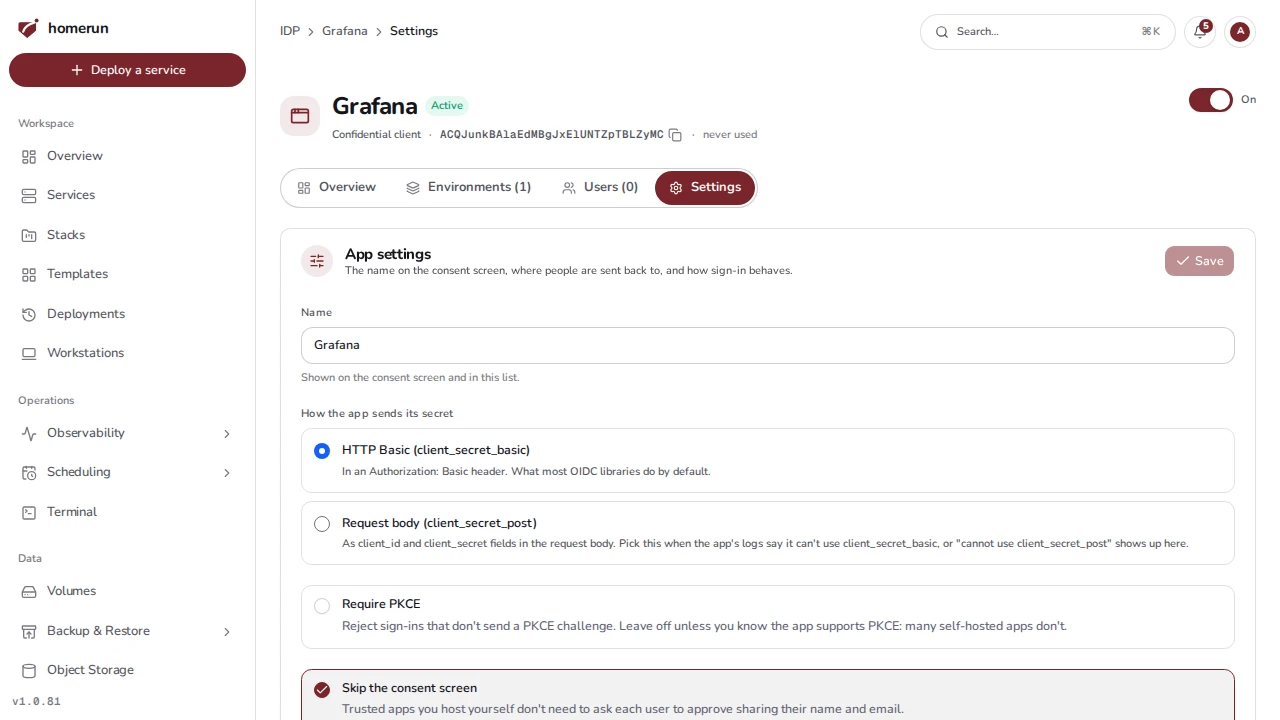 homerun
Deploy a service
Workspace
Overview
Services
Stacks
Templates
Deployments
Workstations
Operations
Observability
Scheduling
Terminal
Data
Volumes
Backup & Restore
Object Storage
v1.0.81
IDP > Grafana > Settings
Search... ⌘K
5
A
Grafana Active
On
Confidential client · ACQJunkBAlaEdMBgJxElUNTZpTBLZyMC · never used
Overview Environments (1) Users (0) Settings
App settings
The name on the consent screen, where people are sent back to, and how sign-in behaves.
Save
Name
Grafana
Shown on the consent screen and in this list.
How the app sends its secret
HTTP Basic (client_secret_basic)
In an Authorization: Basic header. What most OIDC libraries do by default.
Request body (client_secret_post)
As client_id and client_secret fields in the request body. Pick this when the app's logs say it can't use client_secret_basic, or "cannot use client_secret_post" shows up here.
Require PKCE
Reject sign-ins that don't send a PKCE challenge. Leave off unless you know the app supports PKCE: many self-hosted apps don't.
Skip the consent screen
Trusted apps you host yourself don't need to ask each user to approve sharing their name and email.